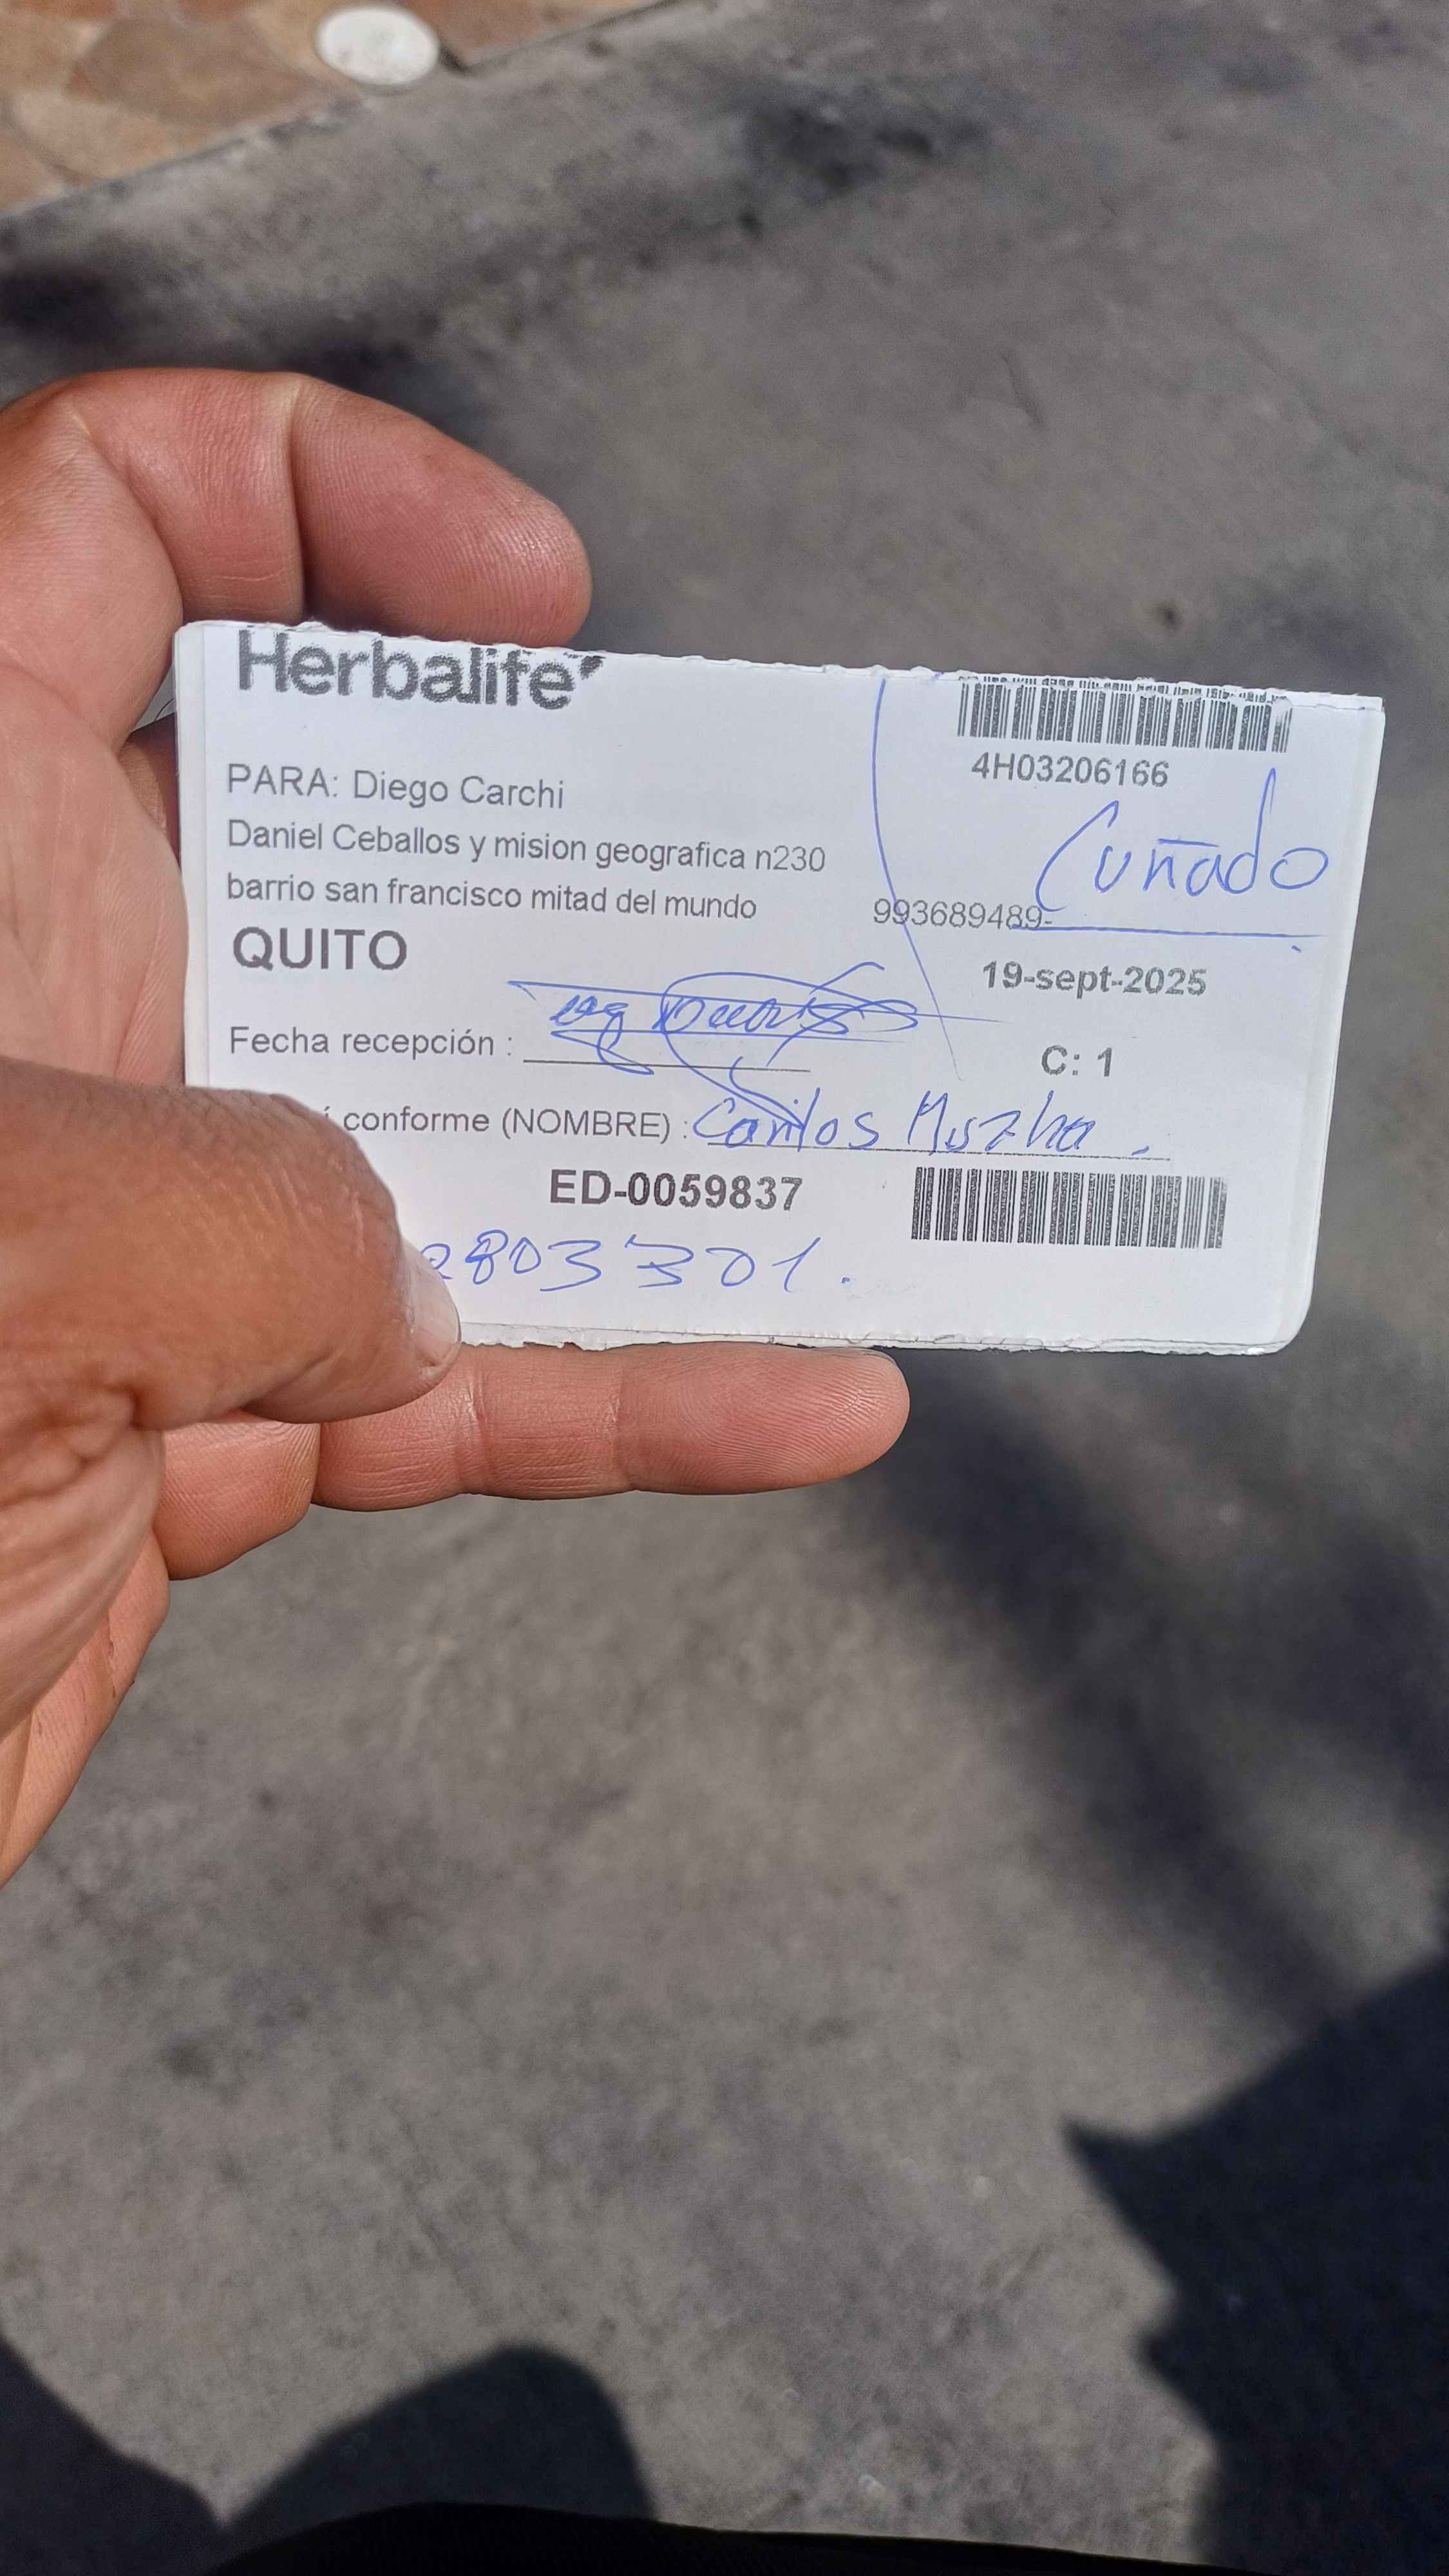 Herbalife
4H03206166
PARA: Diego Carchi
Cuñado
Daniel Ceballos y mision geografica n230
barrio san francisco mitad del mundo
993689489-
QUITO
19-sept-2025
Fecha recepción :
C: 1
conforme (NOMBRE) : Carlos
ED-0059837
2803301.